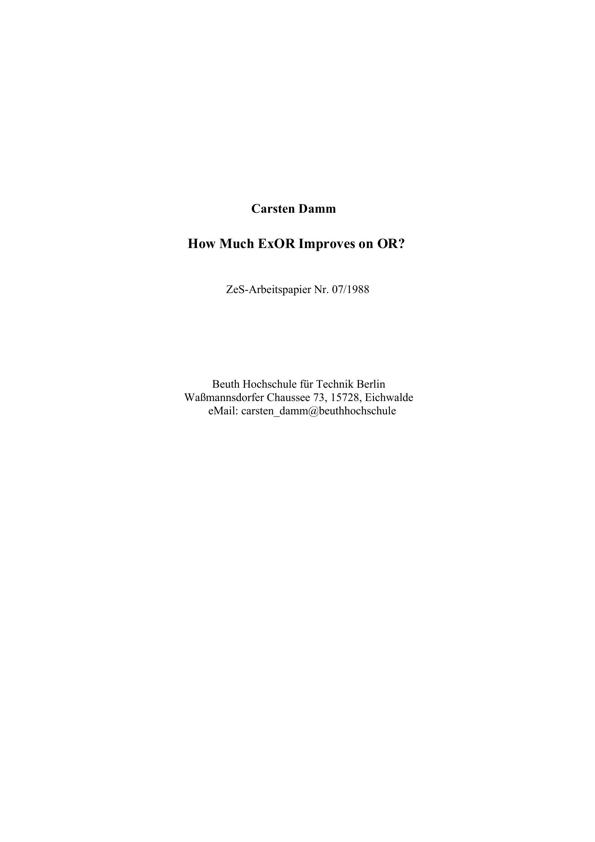 Carsten Damm
How Much ExOR Improves on OR?
ZeS-Arbeitspapier Nr. 07/1988
Beuth Hochschule für Technik Berlin
Waßmannsdorfer Chaussee 73, 15728, Eichwalde
eMail: carsten_damm@beuthhochschule